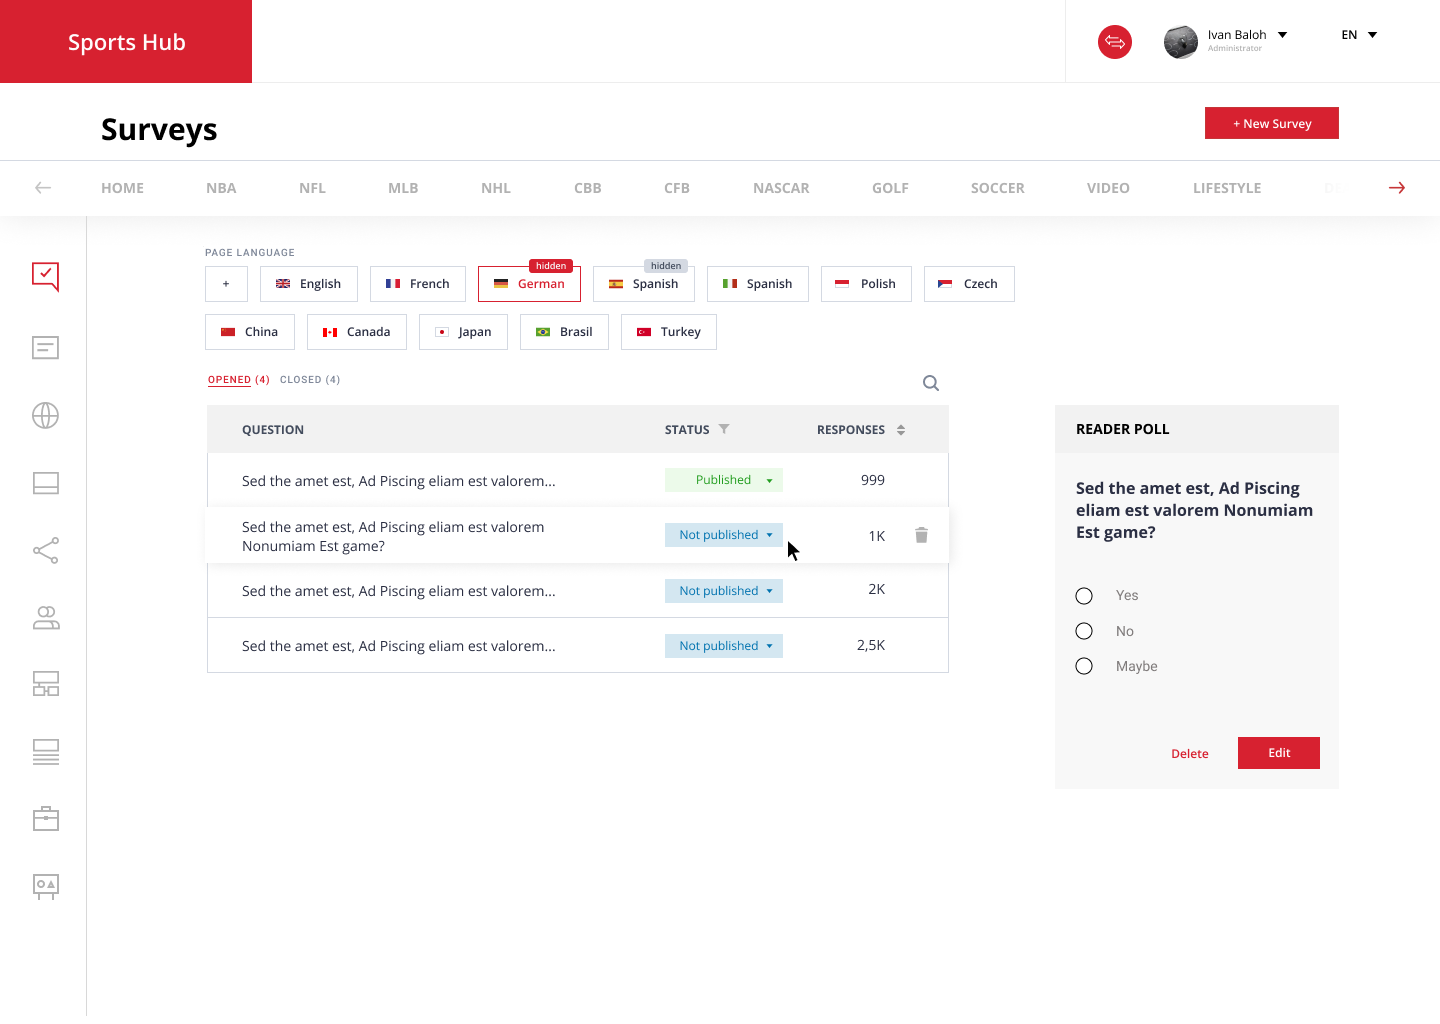 Sports Hub
Ivan Baloh
Administrator
EN
Surveys
+ New Survey
HOME NBA NFL MLB NHL CBB CFB NASCAR GOLF SOCCER VIDEO LIFESTYLE
PAGE LANGUAGE
hidden hidden
+ English French German Spanish Spanish Polish Czech
China Canada Japan Brasil Turkey
OPENED (4) CLOSED (4)
QUESTION STATUS RESPONSES
Sed the amet est, Ad Piscing eliam est valorem... Published 999
Sed the amet est, Ad Piscing eliam est valorem
Nonumiam Est game?
Not published 1K
Sed the amet est, Ad Piscing eliam est valorem... Not published 2K
Sed the amet est, Ad Piscing eliam est valorem... Not published 2,5K
READER POLL
Sed the amet est, Ad Piscing
eliam est valorem Nonumiam
Est game?
Yes
No
Maybe
Delete Edit